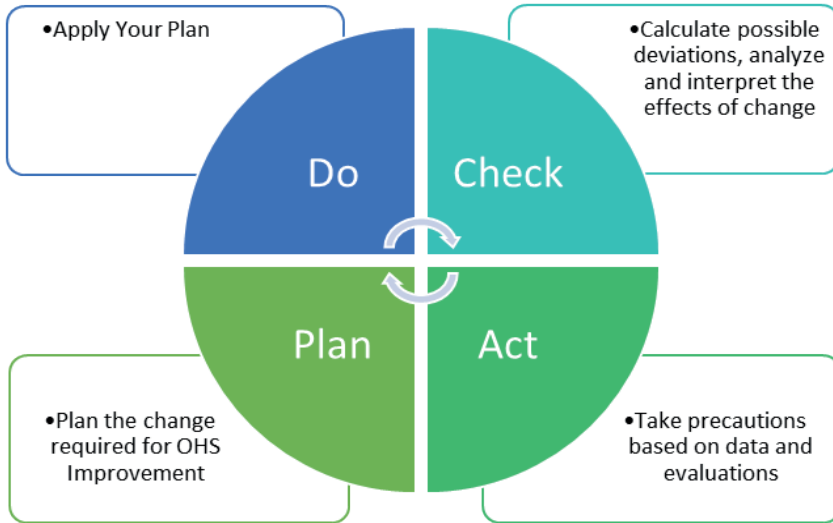 •Apply Your Plan
•Calculate possible
deviations, analyze
and interpret the
effects of change
Do
Check
Plan
Act
•Plan the change
required for OHS
Improvement
•Take precautions
based on data and
evaluations